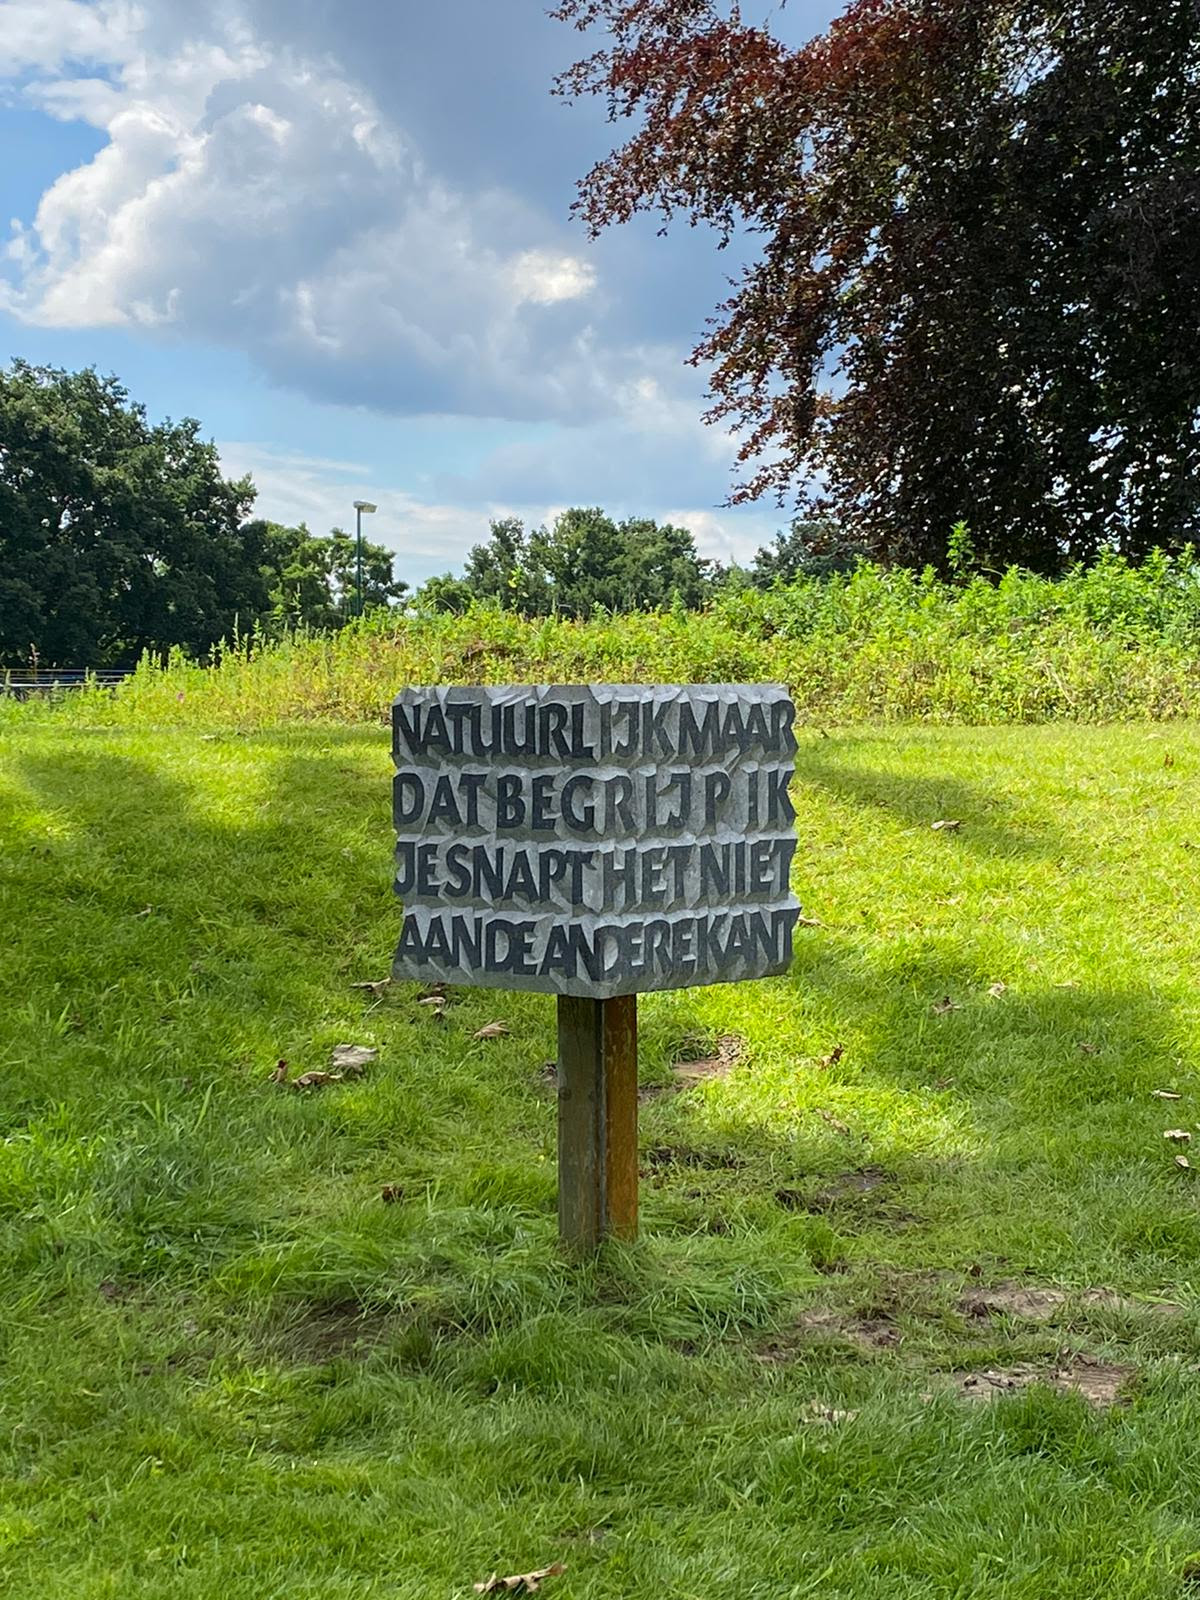 NATUURLIJK MAAR
DAT BEGRIJP IK
JE SNAPT HET NIET
AAN DE ANDERE KANT